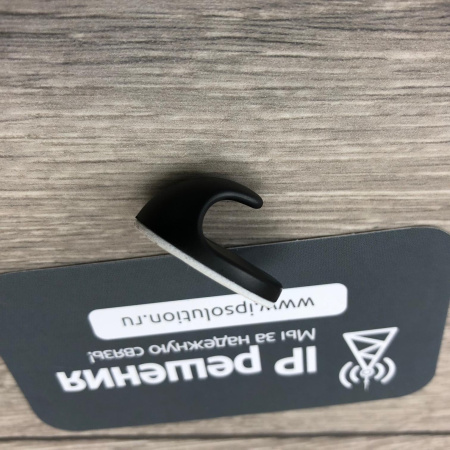 IP решения
Мы за надежную связь!
www.ipsolution.ru